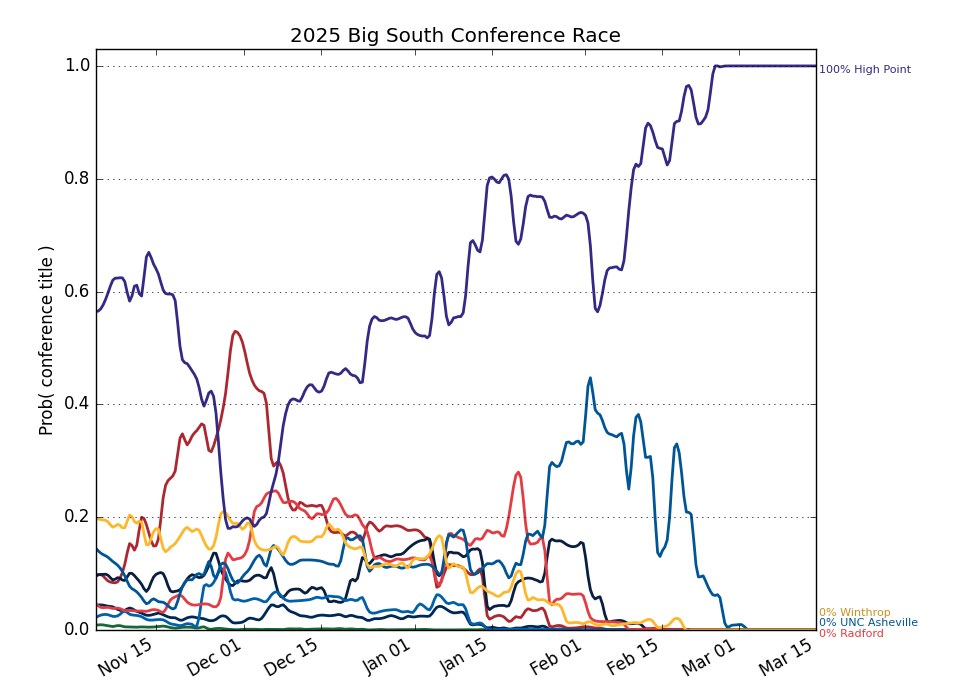 2025 Big South Conference Race
Prob( conference title )
1.0
0.8
0.6
0.4
0.2
0.0
Nov 15
Dec 01
Dec 15
Jan 01
Jan 15
Feb 01
Feb 15
Mar 01
Mar 15
100% High Point
0% Winthrop
0% UNC Asheville
0% Radford